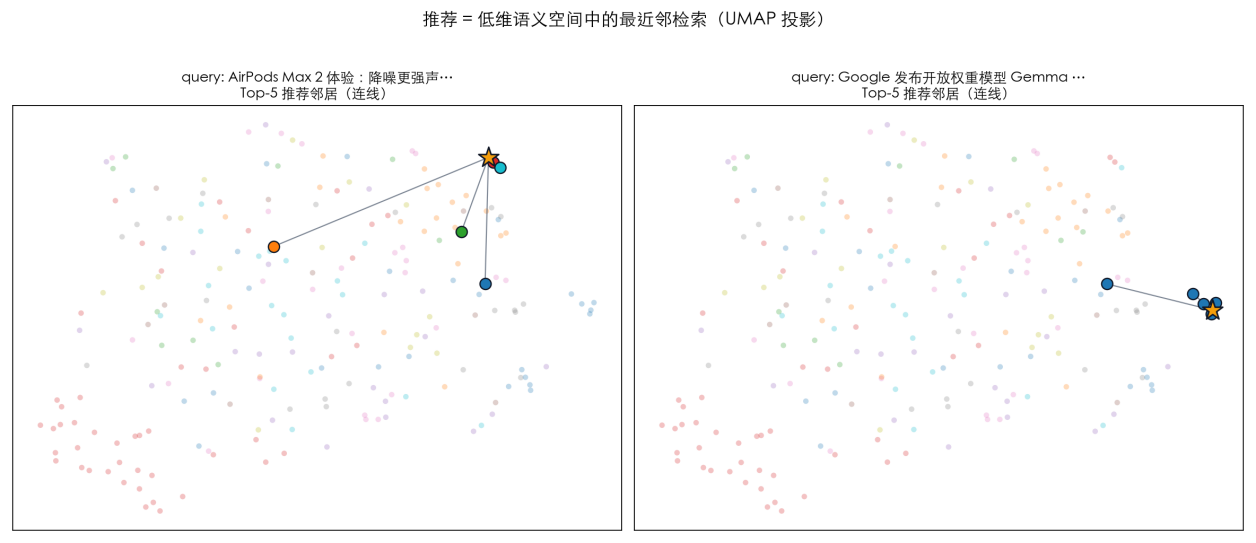 推荐 = 低维语义空间中的最近邻检索（UMAP 投影）
query: AirPods Max 2 体验：降噪更强声…
Top-5 推荐邻居（连线）
query: Google 发布开放权重模型 Gemma …
Top-5 推荐邻居（连线）